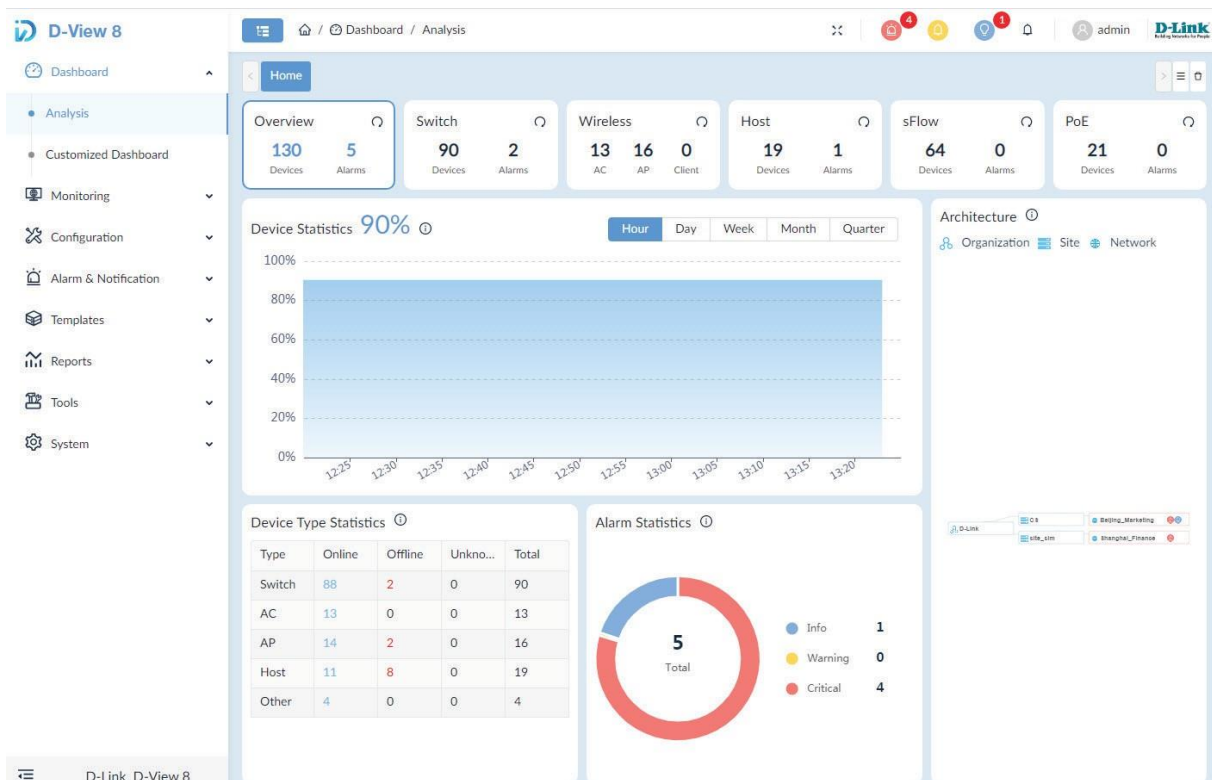 D-View 8
Dashboard / Analysis
4
1
admin
D-Link
Building Networks for People
Dashboard
Analysis
Customized Dashboard
Monitoring
Configuration
Alarm & Notification
Templates
Reports
Tools
System
D-Link D-View 8
Home
Overview
130 5
Devices Alarms
Switch
90 2
Devices Alarms
Wireless
13 16 0
AC AP Client
Host
19 1
Devices Alarms
sFlow
64 0
Devices Alarms
PoE
21 0
Devices Alarms
Device Statistics 90%
Hour Day Week Month Quarter
100%
80%
60%
40%
20%
0%
12:25 12:30 12:35 12:40 12:45 12:50 12:55 13:00 13:05 13:10 13:15 13:20
Architecture
Organization Site Network
D-Link
site_sim
Beijing_Marketing
Shanghai_Finance
Device Type Statistics
Type Online Offline Unkno... Total
Switch 88 2 0 90
AC 13 0 0 13
AP 14 2 0 16
Host 11 8 0 19
Other 4 0 0 4
Alarm Statistics
5
Total
Info 1
Warning 0
Critical 4